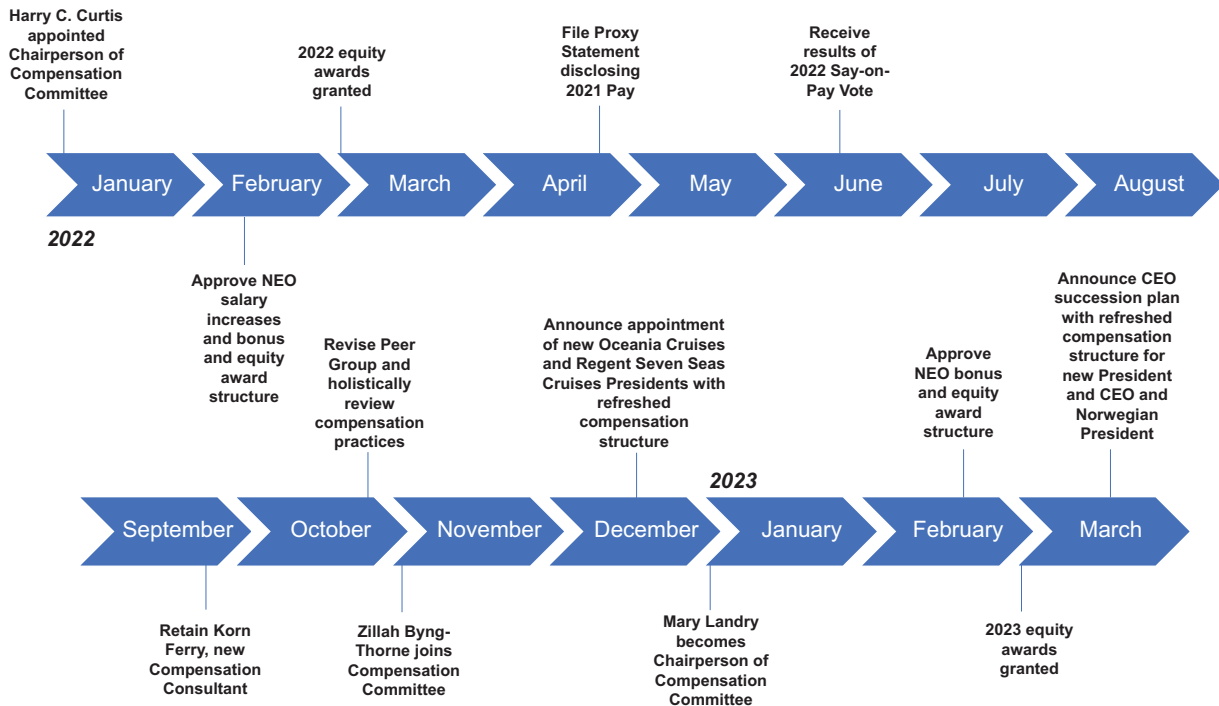 Harry C. Curtis
appointed
Chairperson of
Compensation
Committee
2022 equity
awards
granted
File Proxy
Statement
disclosing
2021 Pay
Receive
results of
2022 Say-on-
Pay Vote
January
February
March
April
May
June
July
August
2022
Approve NEO
salary
increases
and bonus
and equity
award
structure
Revise Peer
Group and
holistically
review
compensation
practices
Announce appointment
of new Oceania Cruises
and Regent Seven Seas
Cruises Presidents with
refreshed
compensation
structure
Approve
NEO bonus
and equity
award
structure
Announce CEO
succession plan
with refreshed
compensation
structure for
new President
and CEO and
Norwegian
President
2023
September
October
November
December
January
February
March
Retain Korn
Ferry, new
Compensation
Consultant
Zillah Byng-
Thorne joins
Compensation
Committee
Mary Landry
becomes
Chairperson of
Compensation
Committee
2023 equity
awards
granted